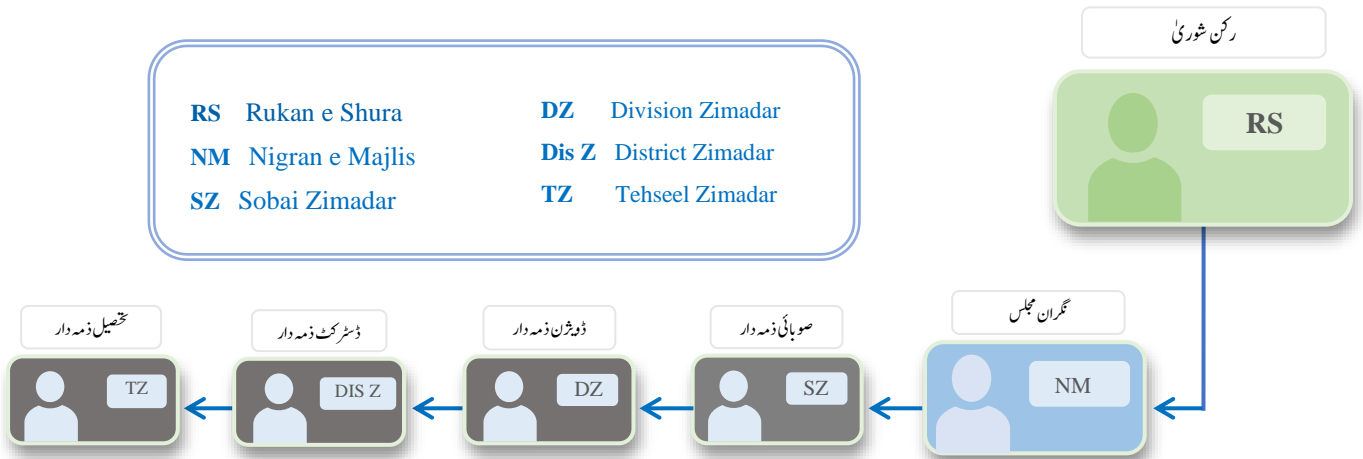 رکن شوریٰ
RS
RS Rukan e Shura
NM Nigran e Majlis
SZ Sobai Zimadar
DZ Division Zimadar
Dis Z District Zimadar
TZ Tehseel Zimadar
نگران مجلس
NM
صوبائی ذمہ دار
SZ
ڈویژن ذمہ دار
DZ
ڈسٹرکٹ ذمہ دار
DIS Z
تحصیل ذمہ دار
TZ